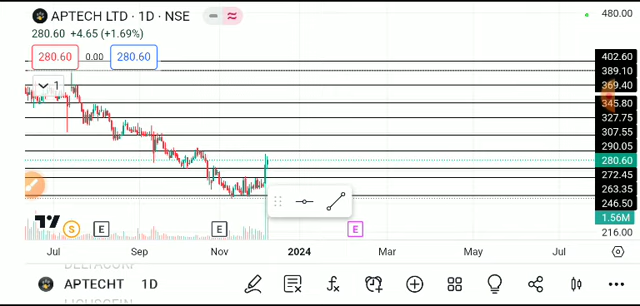 APTECH LTD · 1D · NSE
280.60 +4.65 (+1.69%)
280.60 0.00 280.60
1
480.00
402.60
389.10
369.40
345.80
327.75
307.55
290.05
280.60
272.45
263.35
246.50
1.56M
216.00
S E E E
Jul Sep Nov 2024 Mar May Jul
APTECHT 1D